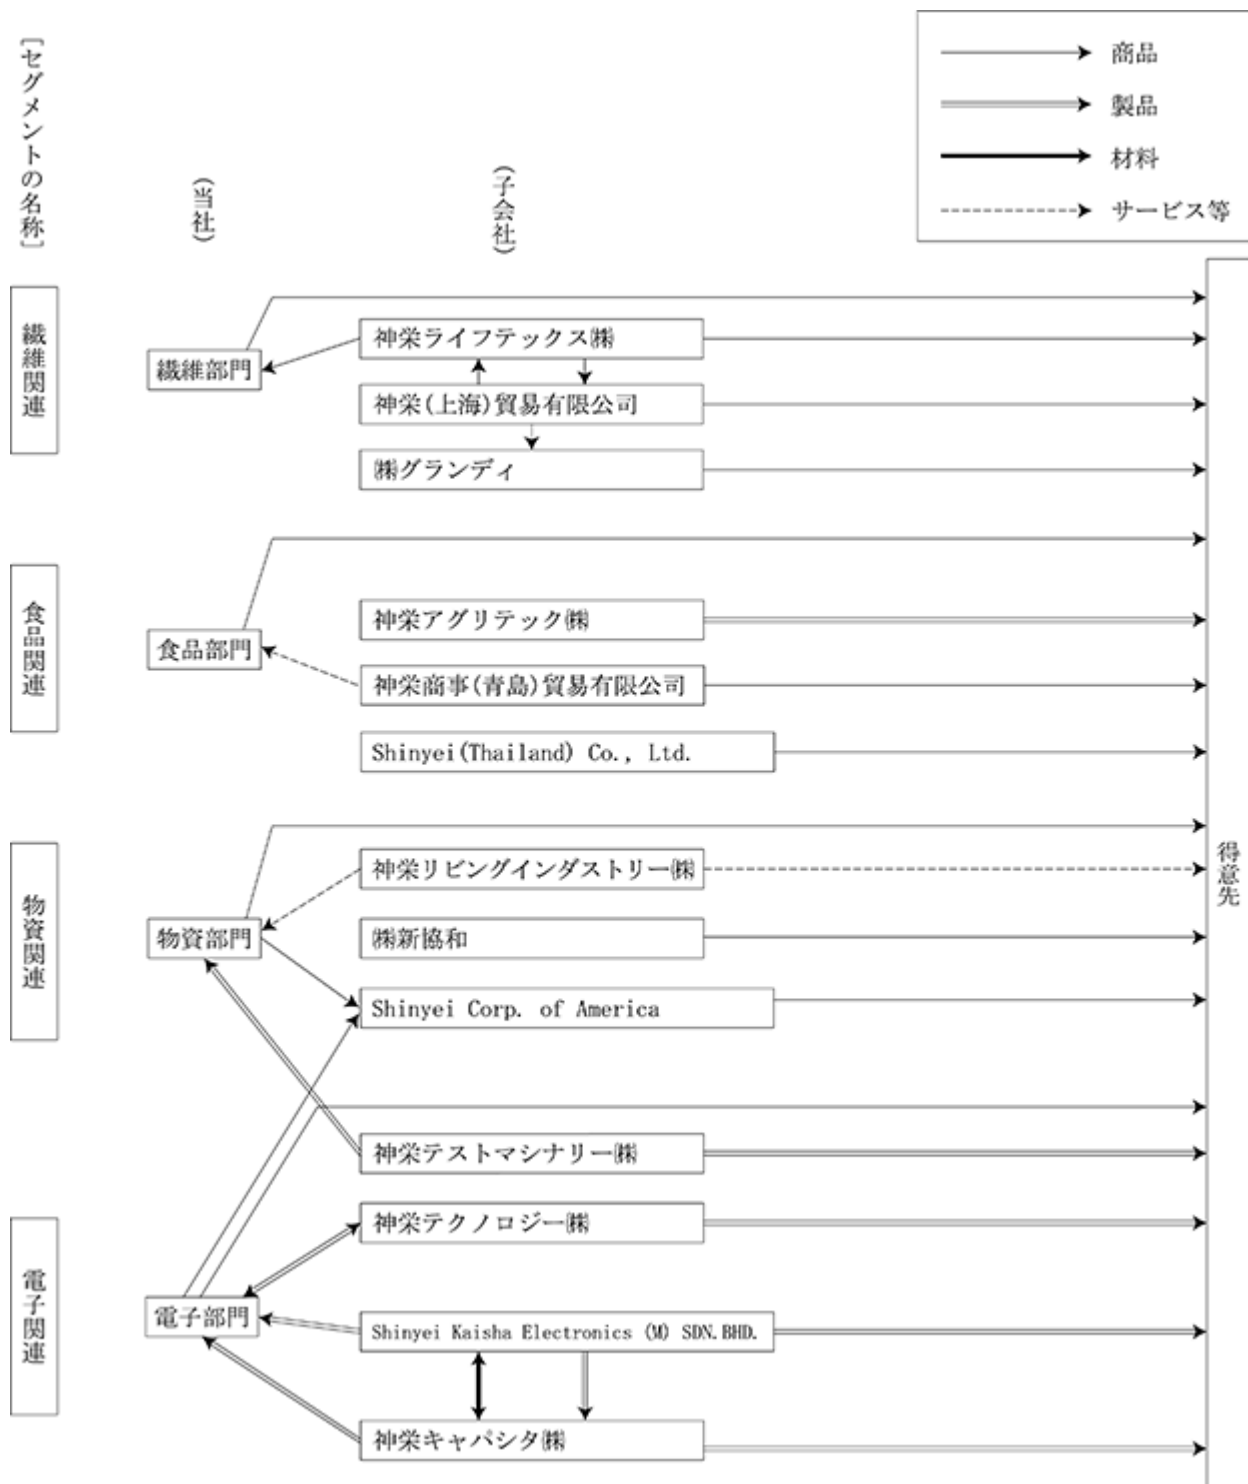 [セグメントの名称]
(当社)
(子会社)
商品
製品
材料
サービス等
繊維関連
繊維部門
神栄ライフテックス㈱
神栄(上海)貿易有限公司
㈱グランディ
食品関連
食品部門
神栄アグリテック㈱
神栄商事(青島)貿易有限公司
Shinyei(Thailand) Co., Ltd.
物資関連
物資部門
神栄リビングインダストリー㈱
㈱新協和
Shinyei Corp. of America
神栄テストマシナリー㈱
電子関連
電子部門
神栄テクノロジー㈱
Shinyei Kaisha Electronics (M) SDN.BHD.
神栄キャパシタ㈱
得意先